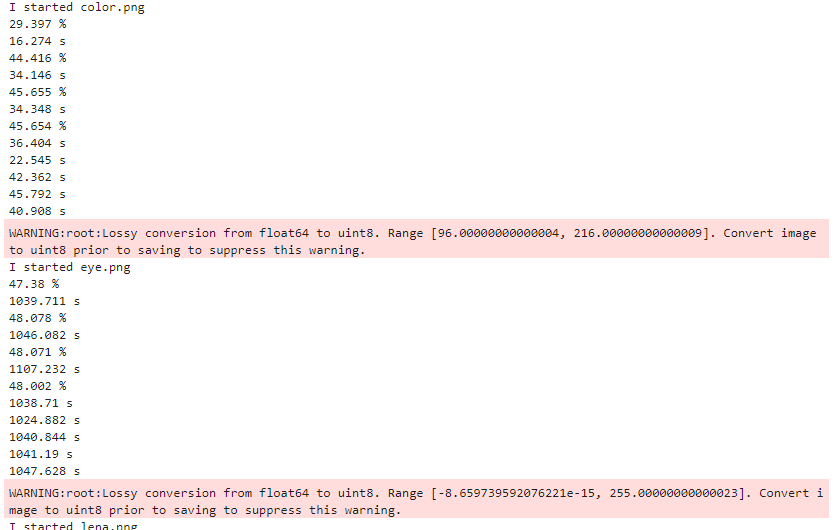 I started color.png
29.397 %
16.274 s
44.416 %
34.146 s
45.655 %
34.348 s
45.654 %
36.404 s
22.545 s
42.362 s
45.792 s
40.908 s
WARNING:root:Lossy conversion from float64 to uint8. Range [96.00000000000004, 216.00000000000009]. Convert image
to uint8 prior to saving to suppress this warning.
I started eye.png
47.38 %
1039.711 s
48.078 %
1046.082 s
48.071 %
1107.232 s
48.002 %
1038.71 s
1024.882 s
1040.844 s
1041.19 s
1047.628 s
WARNING:root:Lossy conversion from float64 to uint8. Range [-8.659739592076221e-15, 255.00000000000023]. Convert i
mage to uint8 prior to saving to suppress this warning.
I started lena.png